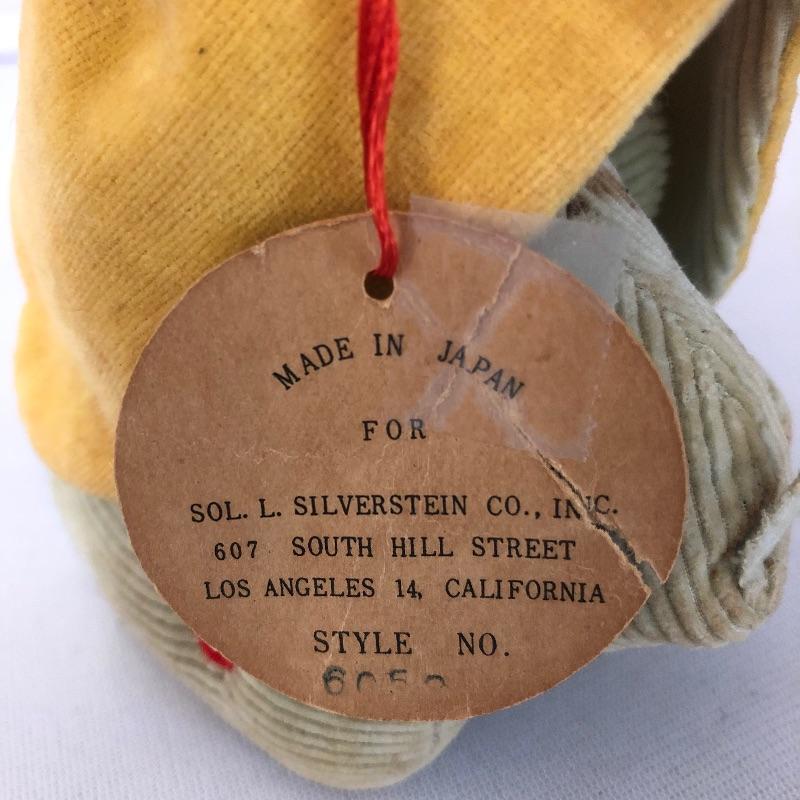 MADE IN JAPAN
FOR
SOL. L. SILVERSTEIN CO., INC.
607 SOUTH HILL STREET
LOS ANGELES 14, CALIFORNIA
STYLE NO.